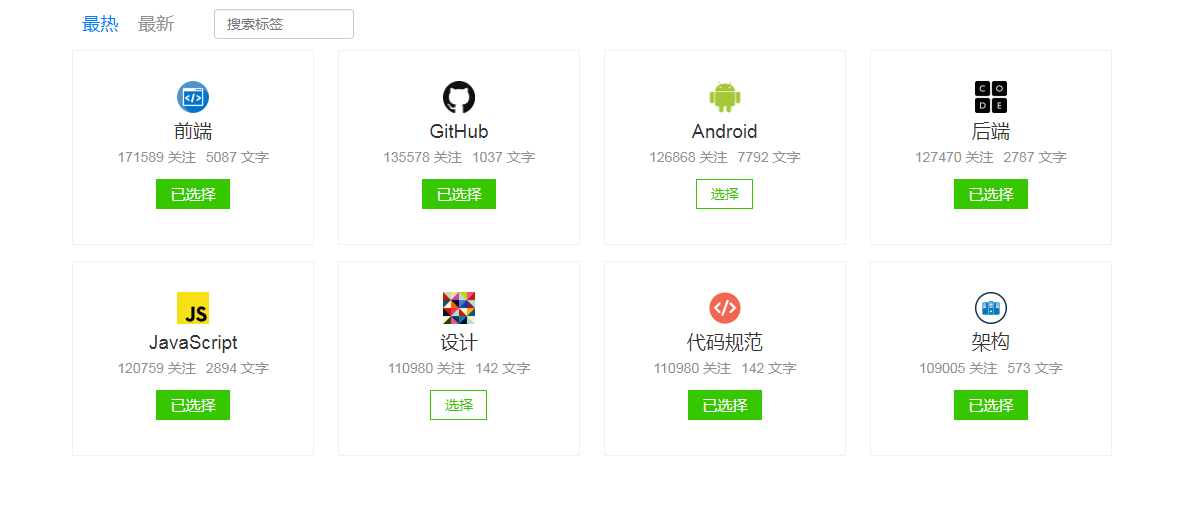 最热 最新 搜索标签
前端
171589 关注 5087 文字
已选择
GitHub
135578 关注 1037 文字
已选择
Android
126868 关注 7792 文字
选择
CODE
后端
127470 关注 2787 文字
已选择
JS
JavaScript
120759 关注 2894 文字
已选择
设计
110980 关注 142 文字
选择
代码规范
110980 关注 142 文字
已选择
架构
109005 关注 573 文字
已选择